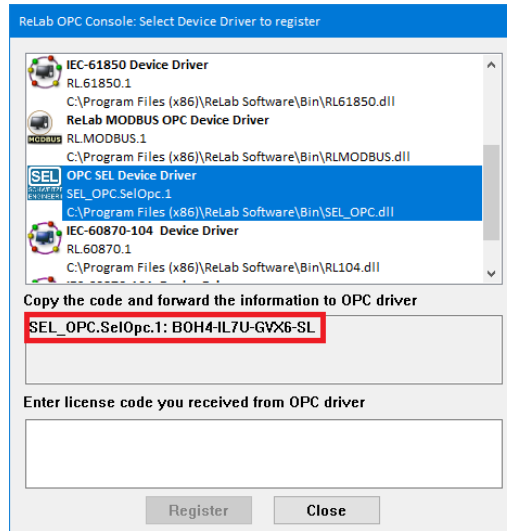 ReLab OPC Console: Select Device Driver to register
IEC-61850 Device Driver
RL.61850.1
C:\Program Files (x86)\ReLab Software\Bin\RL61850.dll
ReLab MODBUS OPC Device Driver
MODBUS
RL.MODBUS.1
C:\Program Files (x86)\ReLab Software\Bin\RLMODBUS.dll
SEL
OPC SEL Device Driver
SEL_OPC.SelOpc.1
C:\Program Files (x86)\ReLab Software\Bin\SEL_OPC.dll
IEC-60870-104 Device Driver
RL.60870.1
C:\Program Files (x86)\ReLab Software\Bin\RL104.dll
Copy the code and forward the information to OPC driver
SEL_OPC.SelOpc.1: BOH4-IL7U-GVX6-SL
Enter license code you received from OPC driver
Register
Close